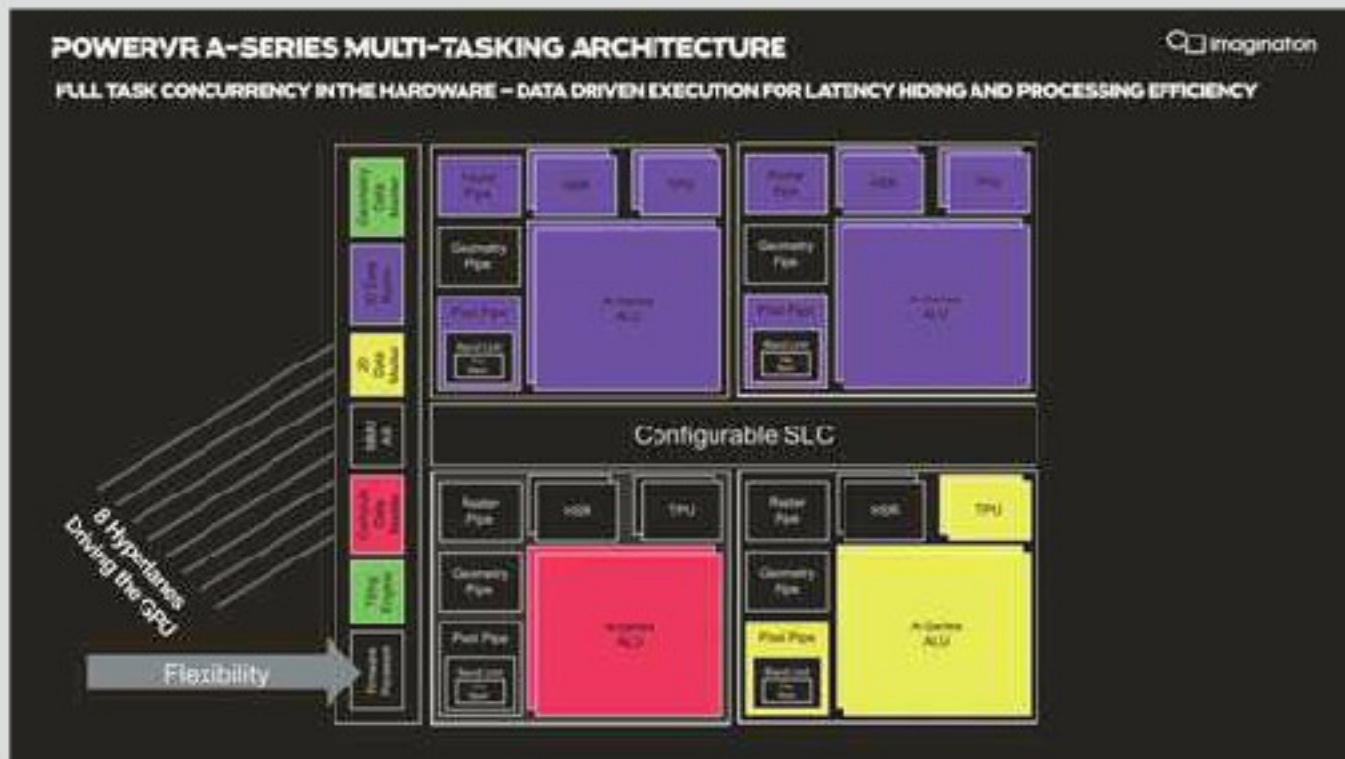 POWERVR A-SERIES MULTI-TASKING ARCHITECTURE
imagination
FULL TASK CONCURRENCY IN THE HARDWARE – DATA DRIVEN EXECUTION FOR LATENCY HIDING AND PROCESSING EFFICIENCY
Geometry
Data
Master
Data
Master
2D
Data
Master
Data
Master
Tiling
Engine
Firmware
8 Hyperlanes
Driving the GPU
Flexibility
Raster
Pipe
HSR
TPU
Geometry
Pipe
Pixel Pipe
A-Series
ALU
Raster
Pipe
HSR
TPU
Geometry
Pipe
Pixel Pipe
A-Series
ALU
Configurable SLC
Raster
Pipe
HSR
TPU
Geometry
Pipe
Pixel Pipe
A-Series
ALU
Raster
Pipe
HSR
TPU
Geometry
Pipe
Pixel Pipe
A-Series
ALU